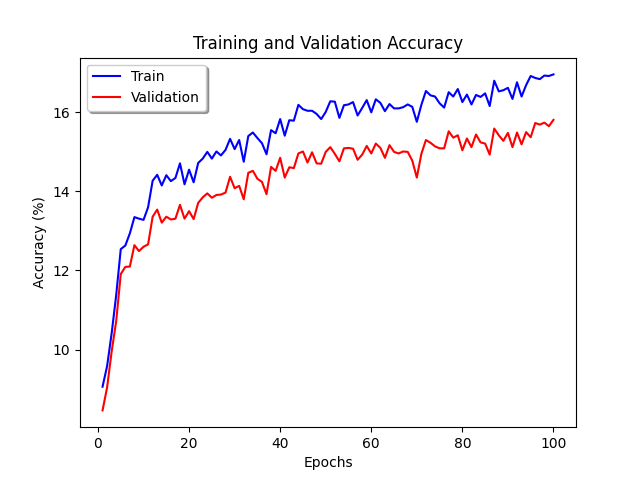 Training and Validation Accuracy
Train
Validation
16
14
12
10
Accuracy (%)
0
20
40
60
80
100
Epochs